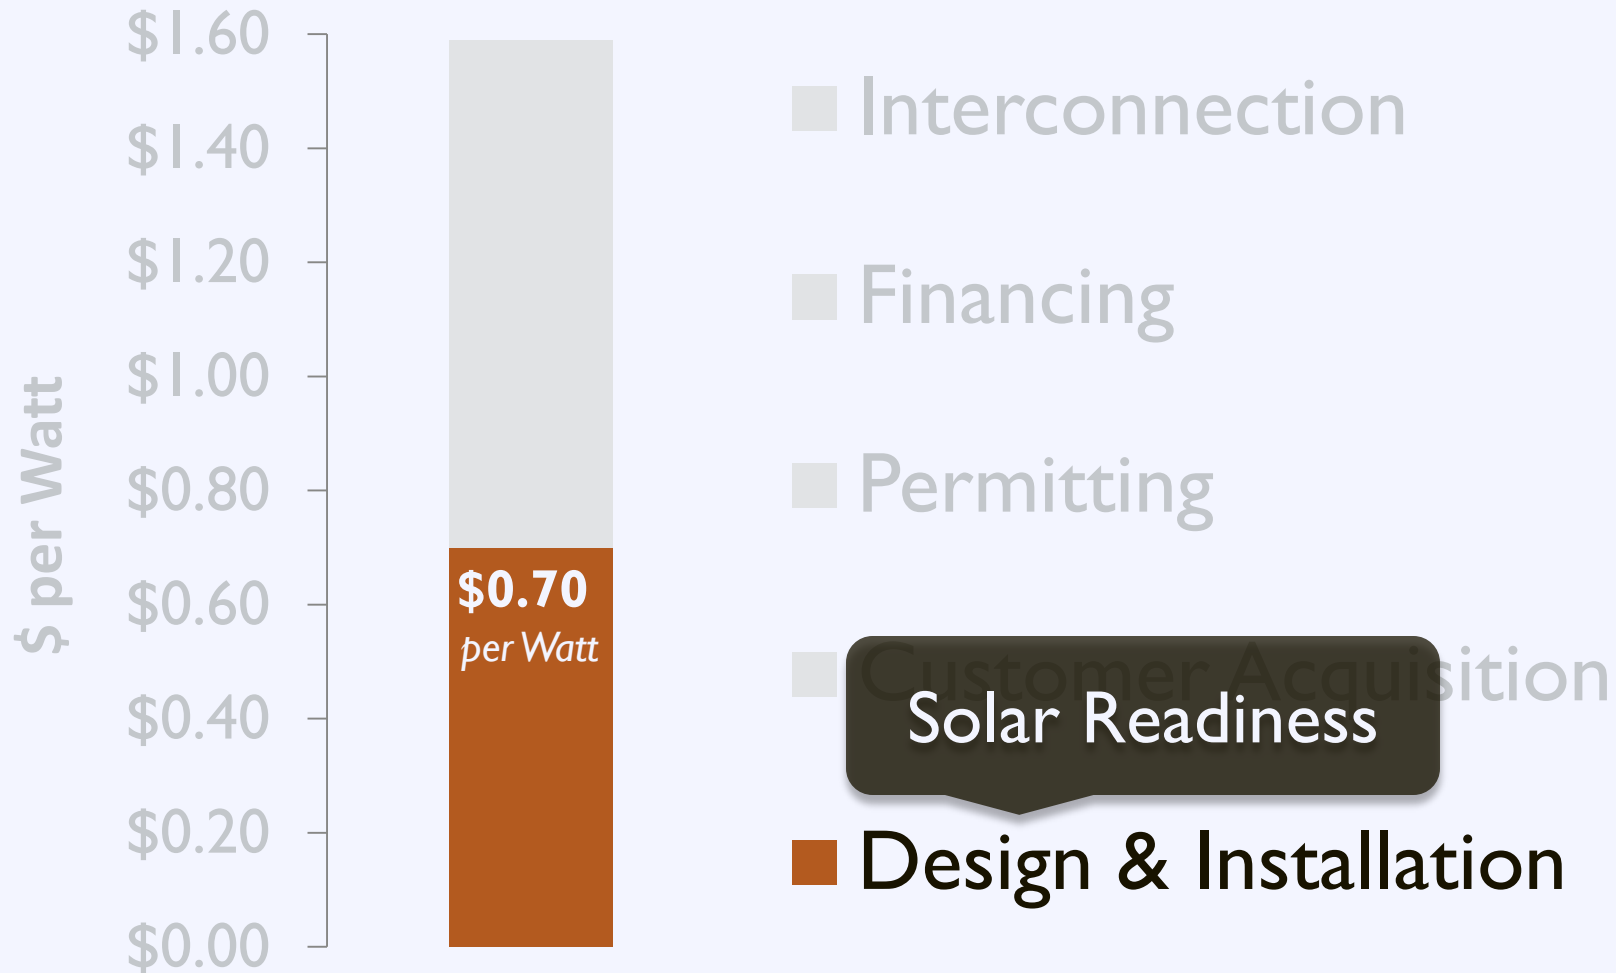 $1.60
$1.40
$1.20
$1.00
$0.80
$0.60
$0.40
$0.20
$0.00
$ per Watt
$0.70
per Watt
Interconnection
Financing
Permitting
Customer Acquisition
Solar Readiness
Design & Installation